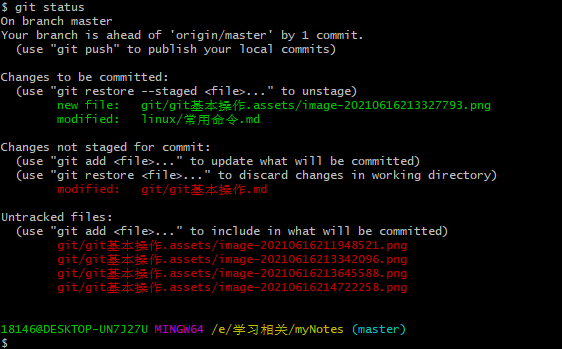 $ git status
On branch master
Your branch is ahead of 'origin/master' by 1 commit.
  (use "git push" to publish your local commits)

Changes to be committed:
  (use "git restore --staged <file>..." to unstage)
        new file:   git/git基本操作.assets/image-20210616213327793.png
        modified:   linux/常用命令.md

Changes not staged for commit:
  (use "git add <file>..." to update what will be committed)
  (use "git restore <file>..." to discard changes in working directory)
        modified:   git/git基本操作.md

Untracked files:
  (use "git add <file>..." to include in what will be committed)
        git/git基本操作.assets/image-20210616211948521.png
        git/git基本操作.assets/image-20210616213342096.png
        git/git基本操作.assets/image-20210616213645588.png
        git/git基本操作.assets/image-20210616214722258.png

18146@DESKTOP-UN7J27U MINGW64 /e/学习相关/myNotes (master)
$